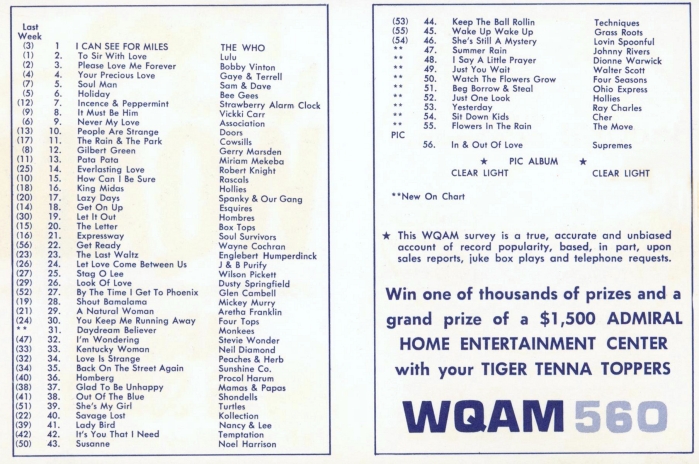 Last
Week
(3) 1 I CAN SEE FOR MILES THE WHO
(1) 2. To Sir With Love Lulu
(2) 3. Please Love Me Forever Bobby Vinton
(4) 4. Your Precious Love Gaye & Terrell
(7) 5. Soul Man Sam & Dave
(5) 6. Holiday Bee Gees
(12) 7. Incence & Peppermint Strawberry Alarm Clock
(9) 8. It Must Be Him Vickki Carr
(6) 9. Never My Love Association
(13) 10. People Are Strange Doors
(17) 11. The Rain & The Park Cowsills
(8) 12. Gilbert Green Gerry Marsden
(11) 13. Pata Pata Miriam Mekeba
(25) 14. Everlasting Love Robert Knight
(10) 15. How Can I Be Sure Rascals
(18) 16. King Midas Hollies
(20) 17. Lazy Days Spanky & Our Gang
(14) 18. Get On Up Esquires
(30) 19. Let It Out Hombres
(15) 20. The Letter Box Tops
(16) 21. Expressway Soul Survivors
(56) 22. Get Ready Wayne Cochran
(23) 23. The Last Waltz Englebert Humperdinck
(26) 24. Let Love Come Between Us J & B Purify
(27) 25. Stag O Lee Wilson Pickett
(29) 26. Look Of Love Dusty Springfield
(52) 27. By The Time I Get To Phoenix Glen Cambell
(19) 28. Shout Bamalama Mickey Murry
(21) 29. A Natural Woman Aretha Franklin
(24) 30. You Keep Me Running Away Four Tops
** 31. Daydream Believer Monkees
(47) 32. I'm Wondering Stevie Wonder
(33) 33. Kentucky Woman Neil Diamond
(32) 34. Love Is Strange Peaches & Herb
(34) 35. Back On The Street Again Sunshine Co.
(40) 36. Homberg Procol Harum
(38) 37. Glad To Be Unhappy Mamas & Papas
(41) 38. Out Of The Blue Shondells
(51) 39. She's My Girl Turtles
(22) 40. Savage Lost Kollection
(39) 41. Lady Bird Nancy & Lee
(42) 42. It's You That I Need Temptation
(50) 43. Susanne Noel Harrison
(53) 44. Keep The Ball Rollin Techniques
(55) 45. Wake Up Wake Up Grass Roots
(54) 46. She's Still A Mystery Lovin Spoonful
** 47. Summer Rain Johnny Rivers
** 48. I Say A Little Prayer Dionne Warwick
** 49. Just You Wait Walter Scott
** 50. Watch The Flowers Grow Four Seasons
** 51. Beg Borrow & Steal Ohio Express
** 52. Just One Look Hollies
** 53. Yesterday Ray Charles
** 54. Sit Down Kids Cher
** 55. Flowers In The Rain The Move
PIC
56. In & Out Of Love Supremes
★ PIC ALBUM ★
CLEAR LIGHT CLEAR LIGHT
**New On Chart
★ This WQAM survey is a true, accurate and unbiased
account of record popularity, based, in part, upon
sales reports, juke box plays and telephone requests.
Win one of thousands of prizes and a
grand prize of a $1,500 ADMIRAL
HOME ENTERTAINMENT CENTER
with your TIGER TENNA TOPPERS
WQAM 560